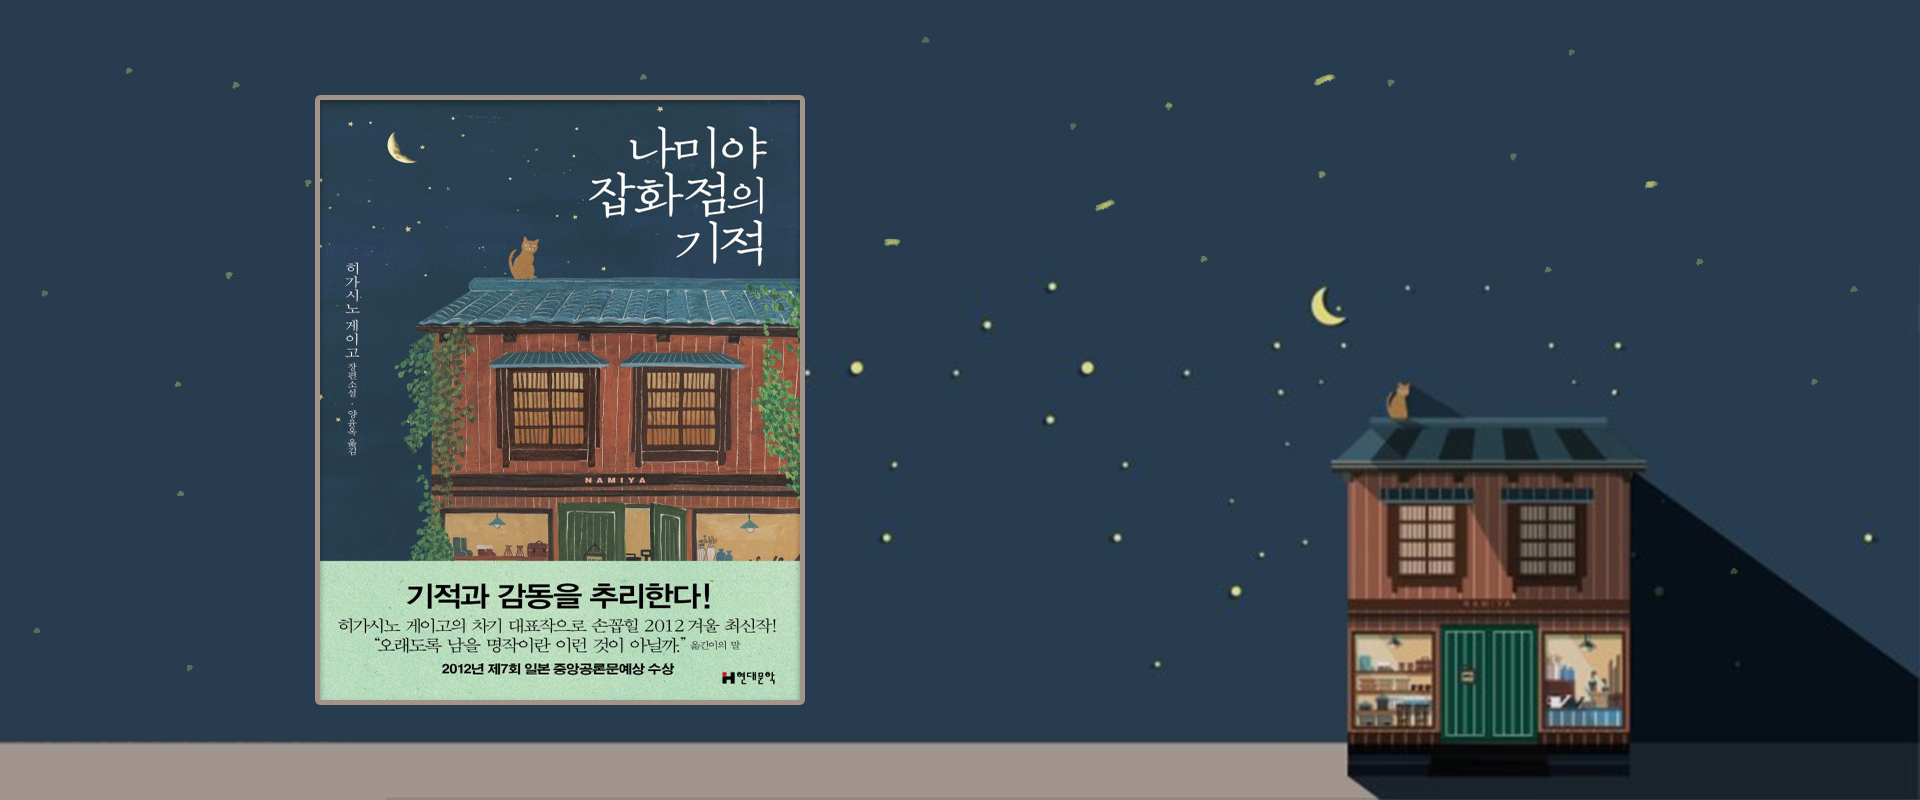 나미야
잡화점의
기적
히가시노 게이고 장편소설 · 양윤옥 옮김
NAMIYA
기적과 감동을 추리한다!
히가시노 게이고의 차기 대표작으로 손꼽힐 2012 겨울 최신작!
“오래도록 남을 명작이란 이런 것이 아닐까.” 옮긴이의 말
2012년 제7회 일본 중앙공론문예상 수상
현대문학
NAMIYA